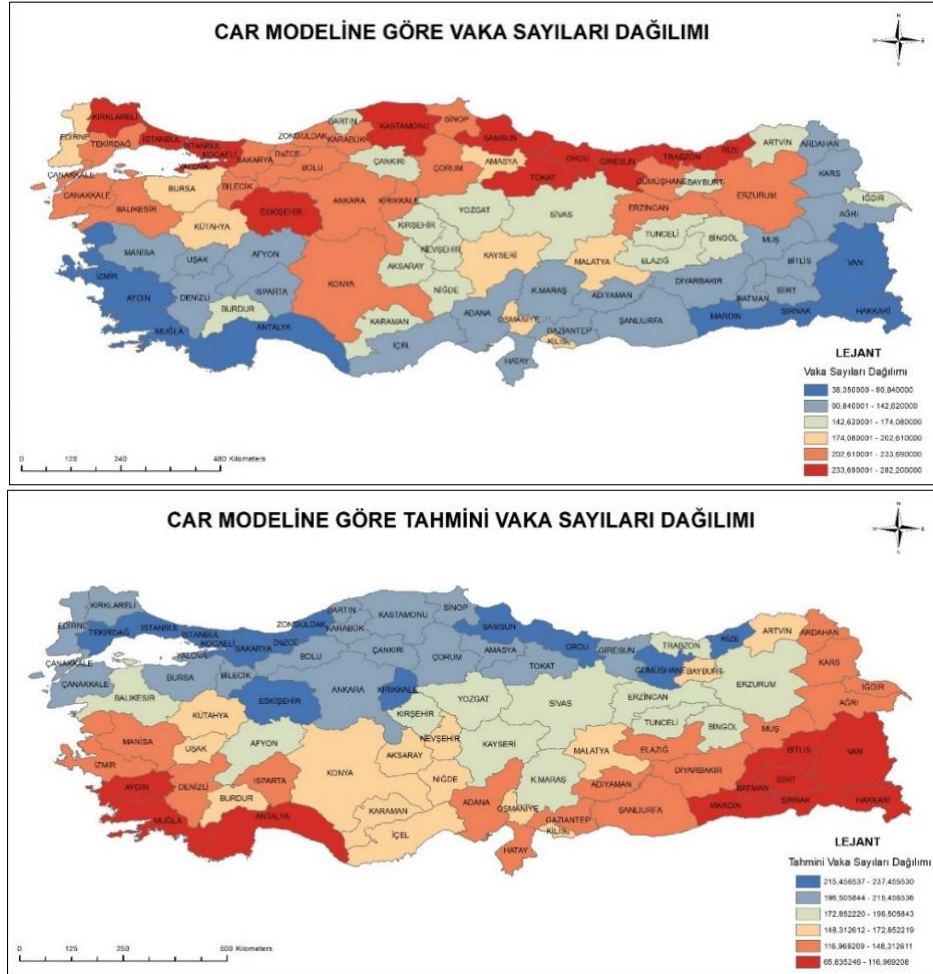 CAR MODELİNE GÖRE VAKA SAYILARI DAĞILIMI
KIRKLARELİ
EDİRNE
TEKİRDAĞ
İSTANBUL
İSTANBUL
KOCAELİ
YALOVA
SAKARYA
DÜZCE
ZONGULDAK
BARTIN
KARABÜK
KASTAMONU
SİNOP
SAMSUN
ORDU
GİRESUN
TRABZON
RİZE
ARTVİN
ARDAHAN
KARS
ÇANAKKALE
ÇANAKKALE
BALIKESİR
BURSA
BİLECİK
BOLU
ÇANKIRI
ÇORUM
AMASYA
TOKAT
GÜMÜŞHANE
BAYBURT
ERZURUM
IĞDIR
AĞRI
KÜTAHYA
ESKİŞEHİR
ANKARA
KIRIKKALE
YOZGAT
SİVAS
ERZİNCAN
TUNCELİ
BİNGÖL
MUŞ
MANİSA
UŞAK
AFYON
KIRŞEHİR
NEVŞEHİR
KAYSERİ
MALATYA
ELAZIĞ
BİTLİS
VAN
İZMİR
AYDIN
DENİZLİ
ISPARTA
BURDUR
KONYA
AKSARAY
NİĞDE
K.MARAŞ
ADIYAMAN
DİYARBAKIR
BATMAN
SİİRT
MUĞLA
ANTALYA
KARAMAN
İÇEL
ADANA
OSMANİYE
GAZİANTEP
KİLİS
ŞANLIURFA
MARDİN
ŞIRNAK
HAKKARİ
HATAY
LEJANT
Vaka Sayıları Dağılımı
38,350000 - 90,840000
90,840001 - 142,620000
142,620001 - 174,080000
174,080001 - 202,610000
202,610001 - 233,690000
233,690001 - 282,200000
0 120 240 480 Kilometers
CAR MODELİNE GÖRE TAHMİNİ VAKA SAYILARI DAĞILIMI
KIRKLARELİ
EDİRNE
TEKİRDAĞ
İSTANBUL
İSTANBUL
KOCAELİ
YALOVA
SAKARYA
DÜZCE
ZONGULDAK
BARTIN
KARABÜK
KASTAMONU
SİNOP
SAMSUN
ORDU
GİRESUN
TRABZON
RİZE
ARTVİN
ARDAHAN
KARS
ÇANAKKALE
ÇANAKKALE
BALIKESİR
BURSA
BİLECİK
BOLU
ÇANKIRI
ÇORUM
AMASYA
TOKAT
GÜMÜŞHANE
BAYBURT
ERZURUM
IĞDIR
AĞRI
KÜTAHYA
ESKİŞEHİR
ANKARA
KIRIKKALE
YOZGAT
SİVAS
ERZİNCAN
TUNCELİ
BİNGÖL
MUŞ
MANİSA
UŞAK
AFYON
KIRŞEHİR
NEVŞEHİR
KAYSERİ
MALATYA
ELAZIĞ
BİTLİS
VAN
İZMİR
AYDIN
DENİZLİ
ISPARTA
BURDUR
KONYA
AKSARAY
NİĞDE
K.MARAŞ
ADIYAMAN
DİYARBAKIR
BATMAN
SİİRT
MUĞLA
ANTALYA
KARAMAN
İÇEL
ADANA
OSMANİYE
GAZİANTEP
KİLİS
ŞANLIURFA
MARDİN
ŞIRNAK
HAKKARİ
HATAY
LEJANT
Tahmini Vaka Sayıları Dağılımı
215,456537 - 237,455530
196,505844 - 215,456536
172,852220 - 196,505843
148,312612 - 172,852219
116,969209 - 148,312611
65,835246 - 116,969208
0 125 250 500 Kilometers